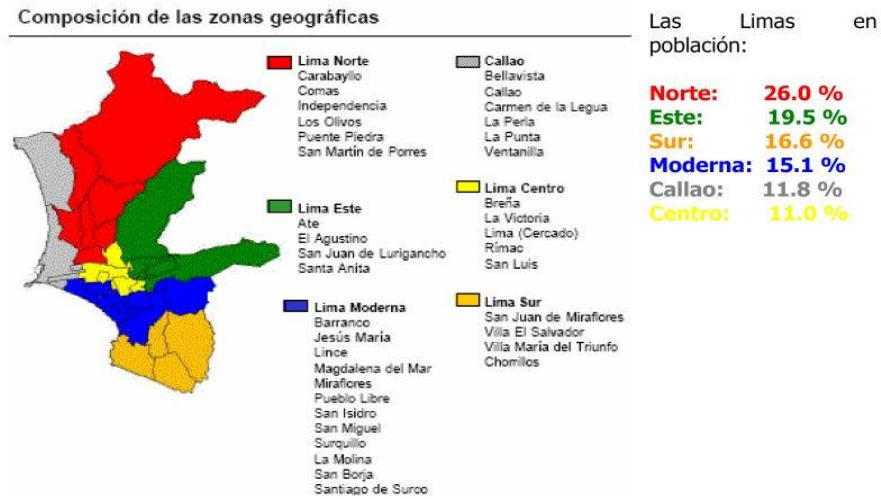 Composición de las zonas geográficas
Lima Norte
Carabayllo
Comas
Independencia
Los Olivos
Puente Piedra
San Martín de Porres
Lima Este
Ate
El Agustino
San Juan de Lurigancho
Santa Anita
Lima Moderna
Barranco
Jesús María
Lince
Magdalena del Mar
Miraflores
Pueblo Libre
San Isidro
San Miguel
Surquillo
La Molina
San Borja
Santiago de Surco
Callao
Bellavista
Callao
Carmen de la Legua
La Perla
La Punta
Ventanilla
Lima Centro
Breña
La Victoria
Lima (Cercado)
Rímac
San Luis
Lima Sur
San Juan de Miraflores
Villa El Salvador
Villa María del Triunfo
Chorrillos
Las Limas en
población:
Norte: 26.0 %
Este: 19.5 %
Sur: 16.6 %
Moderna: 15.1 %
Callao: 11.8 %
Centro: 11.0 %